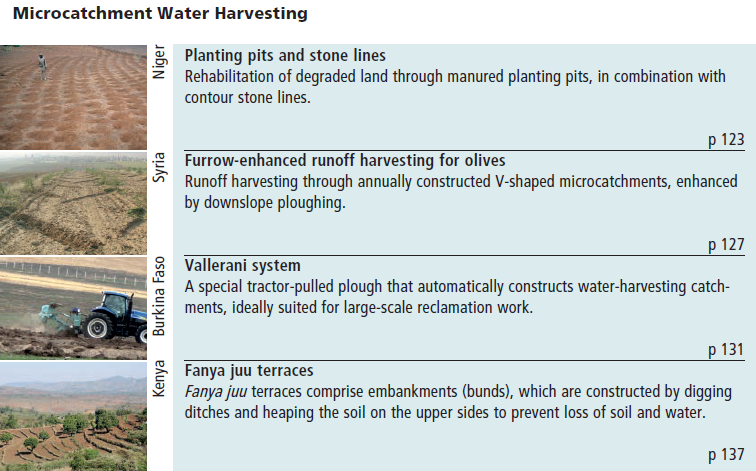 Microcatchment Water Harvesting
Niger
Planting pits and stone lines
Rehabilitation of degraded land through manured planting pits, in combination with
contour stone lines.
p 123
Syria
Furrow-enhanced runoff harvesting for olives
Runoff harvesting through annually constructed V-shaped microcatchments, enhanced
by downslope ploughing.
p 127
Burkina Faso
Vallerani system
A special tractor-pulled plough that automatically constructs water-harvesting catch-
ments, ideally suited for large-scale reclamation work.
p 131
Kenya
Fanya juu terraces
Fanya juu terraces comprise embankments (bunds), which are constructed by digging
ditches and heaping the soil on the upper sides to prevent loss of soil and water.
p 137